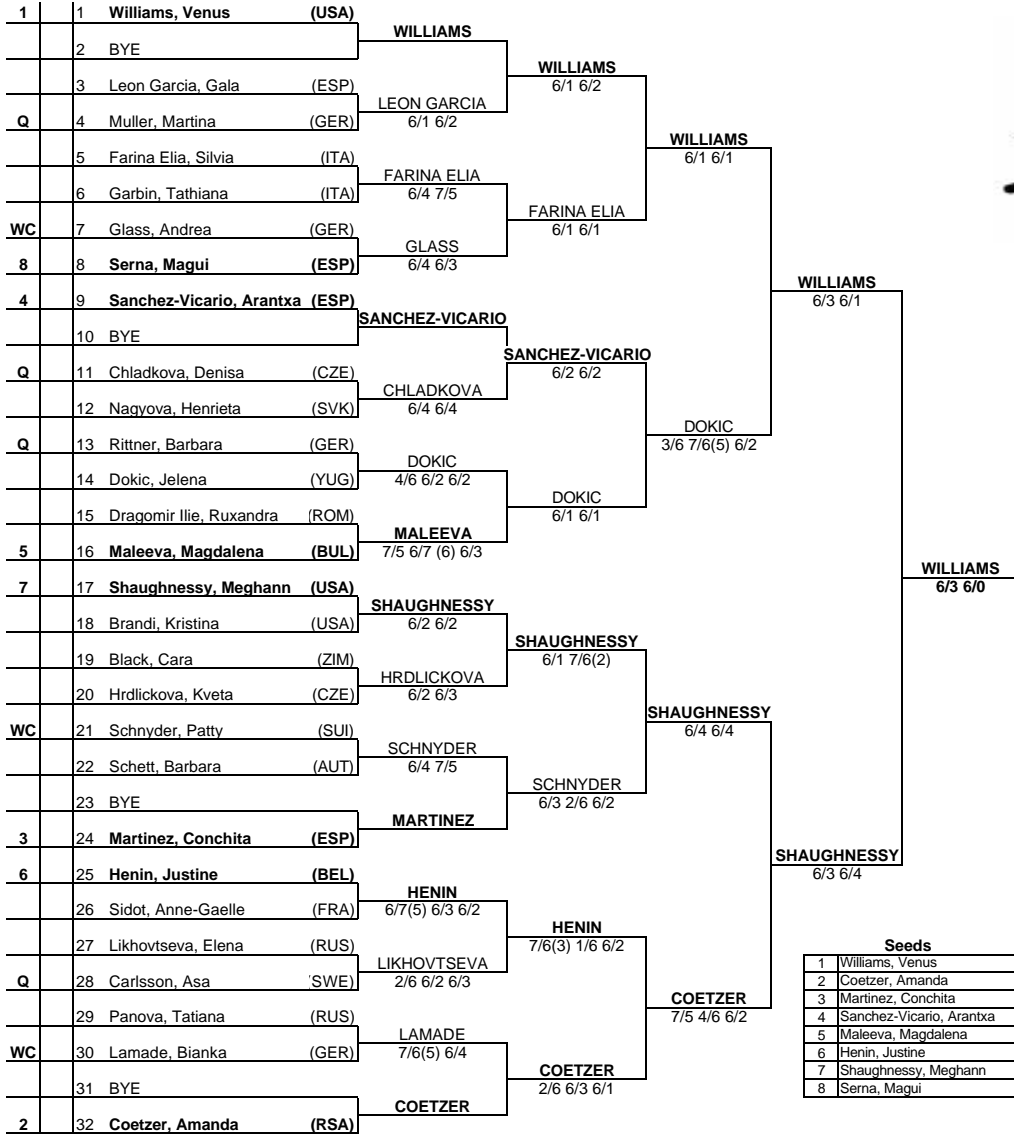 1 1 Williams, Venus (USA)
WILLIAMS
2 BYE
WILLIAMS
6/1 6/2
3 Leon Garcia, Gala (ESP)
LEON GARCIA
6/1 6/2
Q 4 Muller, Martina (GER)
WILLIAMS
6/1 6/1
5 Farina Elia, Silvia (ITA)
FARINA ELIA
6/4 7/5
6 Garbin, Tathiana (ITA)
FARINA ELIA
6/1 6/1
WC 7 Glass, Andrea (GER)
GLASS
6/4 6/3
8 8 Serna, Magui (ESP)
WILLIAMS
6/3 6/1
4 9 Sanchez-Vicario, Arantxa (ESP)
SANCHEZ-VICARIO
10 BYE
SANCHEZ-VICARIO
6/2 6/2
Q 11 Chladkova, Denisa (CZE)
CHLADKOVA
6/4 6/4
12 Nagyova, Henrieta (SVK)
DOKIC
3/6 7/6(5) 6/2
Q 13 Rittner, Barbara (GER)
DOKIC
4/6 6/2 6/2
14 Dokic, Jelena (YUG)
DOKIC
6/1 6/1
15 Dragomir Ilie, Ruxandra (ROM)
MALEEVA
7/5 6/7 (6) 6/3
5 16 Maleeva, Magdalena (BUL)
WILLIAMS
6/3 6/0
7 17 Shaughnessy, Meghann (USA)
SHAUGHNESSY
6/2 6/2
18 Brandi, Kristina (USA)
SHAUGHNESSY
6/1 7/6(2)
19 Black, Cara (ZIM)
HRDLICKOVA
6/2 6/3
20 Hrdlickova, Kveta (CZE)
SHAUGHNESSY
6/4 6/4
WC 21 Schnyder, Patty (SUI)
SCHNYDER
6/4 7/5
22 Schett, Barbara (AUT)
SCHNYDER
6/3 2/6 6/2
23 BYE
MARTINEZ
3 24 Martinez, Conchita (ESP)
SHAUGHNESSY
6/3 6/4
6 25 Henin, Justine (BEL)
HENIN
6/7(5) 6/3 6/2
26 Sidot, Anne-Gaelle (FRA)
HENIN
7/6(3) 1/6 6/2
27 Likhovtseva, Elena (RUS)
LIKHOVTSEVA
2/6 6/2 6/3
Q 28 Carlsson, Asa SWE)
COETZER
7/5 4/6 6/2
29 Panova, Tatiana (RUS)
LAMADE
7/6(5) 6/4
WC 30 Lamade, Bianka (GER)
COETZER
2/6 6/3 6/1
31 BYE
COETZER
2 32 Coetzer, Amanda (RSA)
Seeds
1 Williams, Venus
2 Coetzer, Amanda
3 Martinez, Conchita
4 Sanchez-Vicario, Arantxa
5 Maleeva, Magdalena
6 Henin, Justine
7 Shaughnessy, Meghann
8 Serna, Magui